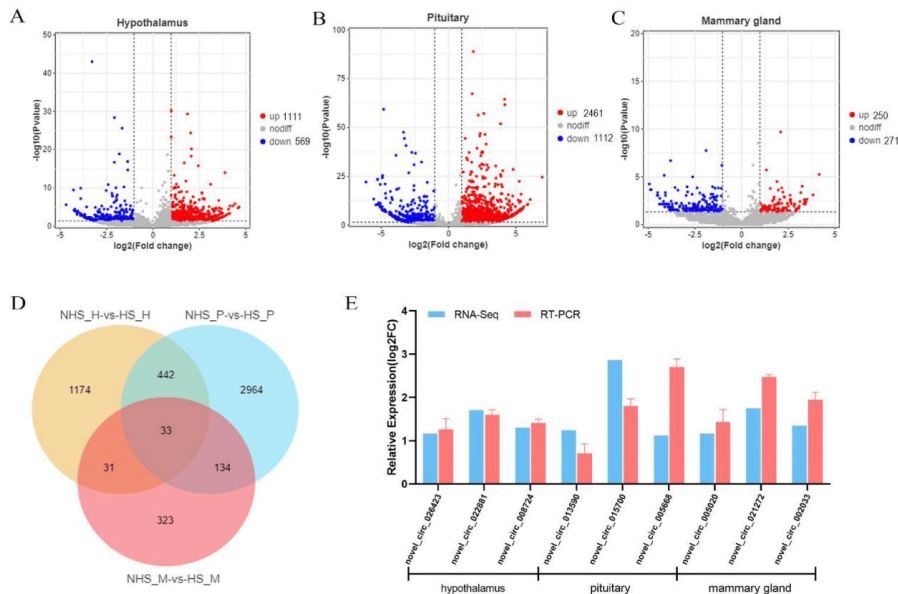 A
Hypothalamus
50
40
30
20
10
0
-5
-2.5
0
2.5
5
-log10(Pvalue)
log2(Fold change)
up 1111
nodiff
down 569
B
Pituitary
100
75
50
25
0
-5
0
5
-log10(Pvalue)
log2(Fold change)
up 2461
nodiff
down 1112
C
Mammary gland
20
15
10
5
0
-5
-2.5
0
2.5
5
-log10(Pvalue)
log2(Fold change)
up 250
nodiff
down 271
D
NHS_H-vs-HS_H
NHS_P-vs-HS_P
1174
442
2964
33
31
134
323
NHS_M-vs-HS_M
E
RNA-Seq
RT-PCR
Relative Expression(log2FC)
4
3
2
1
0
novel_circ_026423
novel_circ_022881
novel_circ_008724
novel_circ_013590
novel_circ_015700
novel_circ_005668
novel_circ_005020
novel_circ_021272
novel_circ_002033
hypothalamus
pituitary
mammary gland